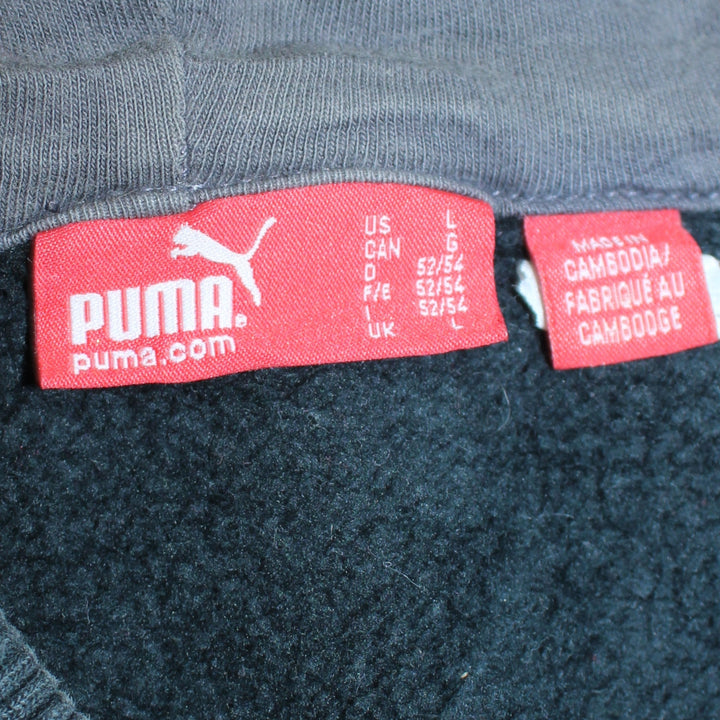 PUMA®
puma.com
US L
CAN G
D 52/54
F/E 52/54
I 52/54
UK L
MADE IN
CAMBODIA/
FABRIQUÉ AU
CAMBODGE